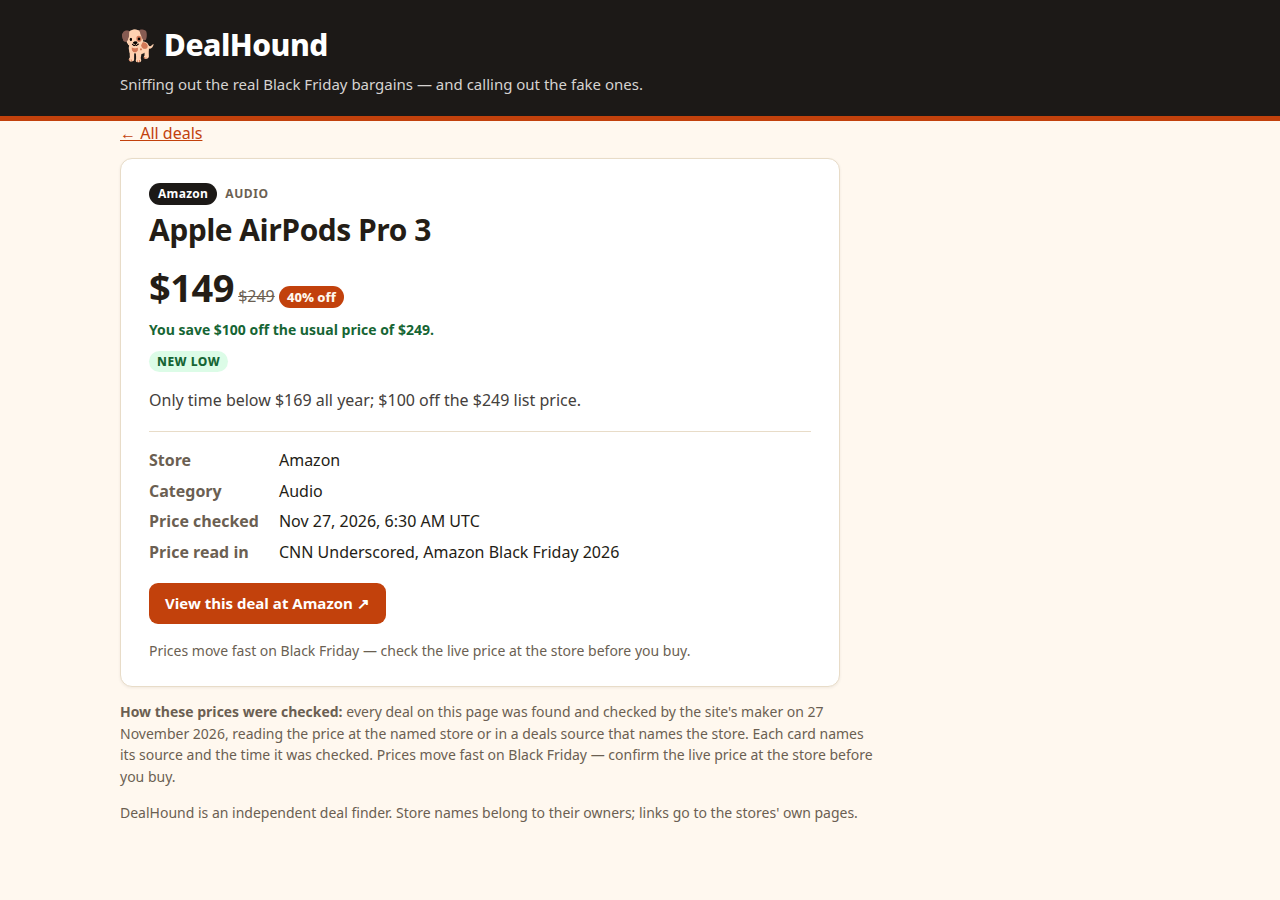 DealHound
Sniffing out the real Black Friday bargains — and calling out the fake ones.
← All deals
Amazon AUDIO
Apple AirPods Pro 3
$149 $249 40% off
You save $100 off the usual price of $249.
NEW LOW
Only time below $169 all year; $100 off the $249 list price.
Store Amazon
Category Audio
Price checked Nov 27, 2026, 6:30 AM UTC
Price read in CNN Underscored, Amazon Black Friday 2026
View this deal at Amazon ↗
Prices move fast on Black Friday — check the live price at the store before you buy.
How these prices were checked: every deal on this page was found and checked by the site's maker on 27
November 2026, reading the price at the named store or in a deals source that names the store. Each card names
its source and the time it was checked. Prices move fast on Black Friday — confirm the live price at the store before
you buy.
DealHound is an independent deal finder. Store names belong to their owners; links go to the stores' own pages.